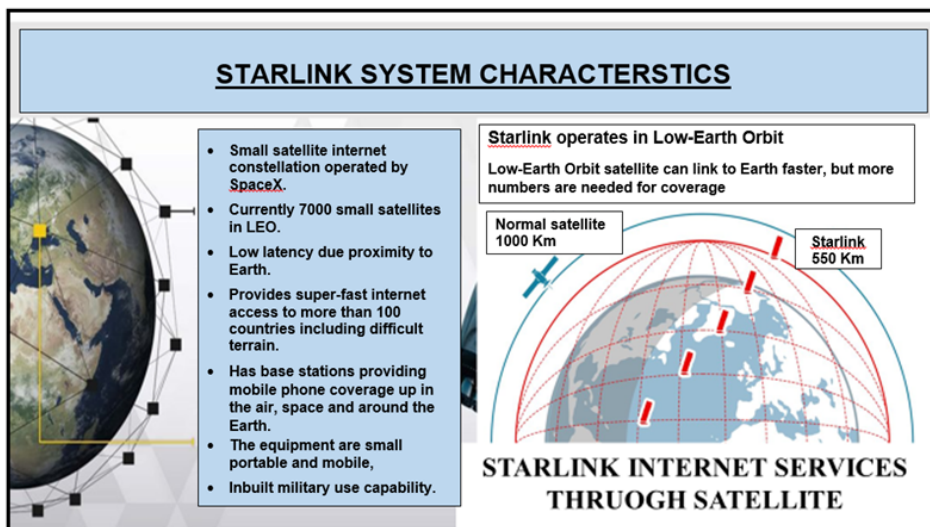 STARLINK SYSTEM CHARACTERSTICS
• Small satellite internet
constellation operated by
SpaceX.
• Currently 7000 small satellites
in LEO.
• Low latency due proximity to
Earth.
• Provides super-fast internet
access to more than 100
countries including difficult
terrain.
• Has base stations providing
mobile phone coverage up in
the air, space and around the
Earth.
• The equipment are small
portable and mobile,
• Inbuilt military use capability.
Starlink operates in Low-Earth Orbit
Low-Earth Orbit satellite can link to Earth faster, but more
numbers are needed for coverage
Normal satellite
1000 Km
Starlink
550 Km
STARLINK INTERNET SERVICES
THRUOGH SATELLITE